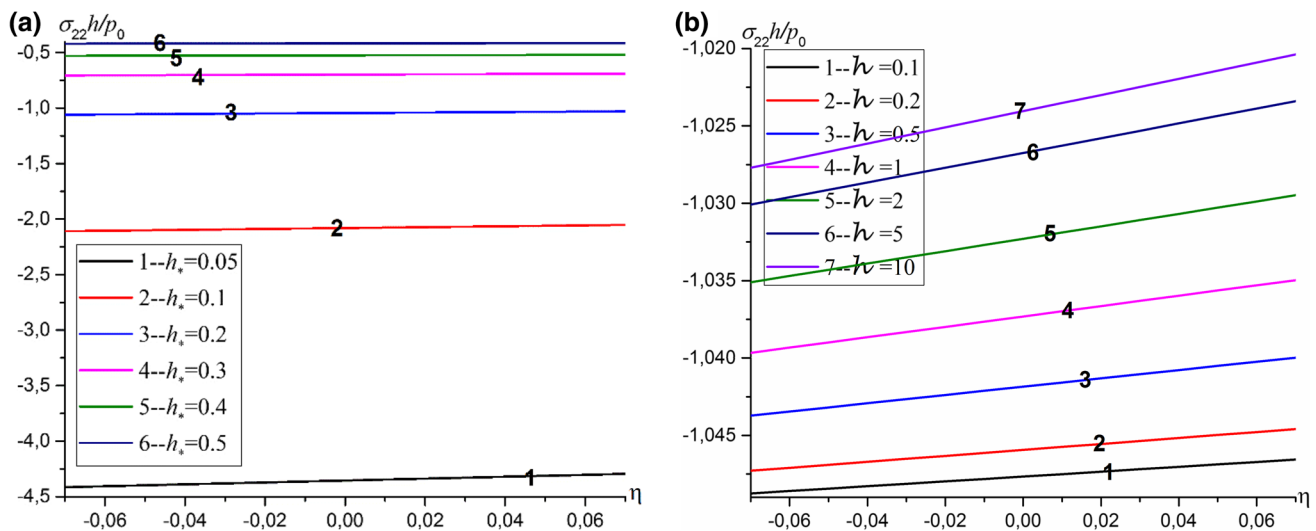 (a)
σ₂₂h/p₀
-0,5
-1,0
-1,5
-2,0
-2,5
-3,0
-3,5
-4,0
-4,5
6
5
4
3
2
1
1--h*=0.05
2--h*=0.1
3--h*=0.2
4--h*=0.3
5--h*=0.4
6--h*=0.5
-0,06 -0,04 -0,02 0,00 0,02 0,04 0,06
η
(b)
σ₂₂h/p₀
-1,020
-1,025
-1,030
-1,035
-1,040
-1,045
1--h =0.1
2--h =0.2
3--h =0.5
4--h =1
5--h =2
6--h =5
7--h =10
7
6
5
4
3
2
1
-0,06 -0,04 -0,02 0,00 0,02 0,04 0,06
η